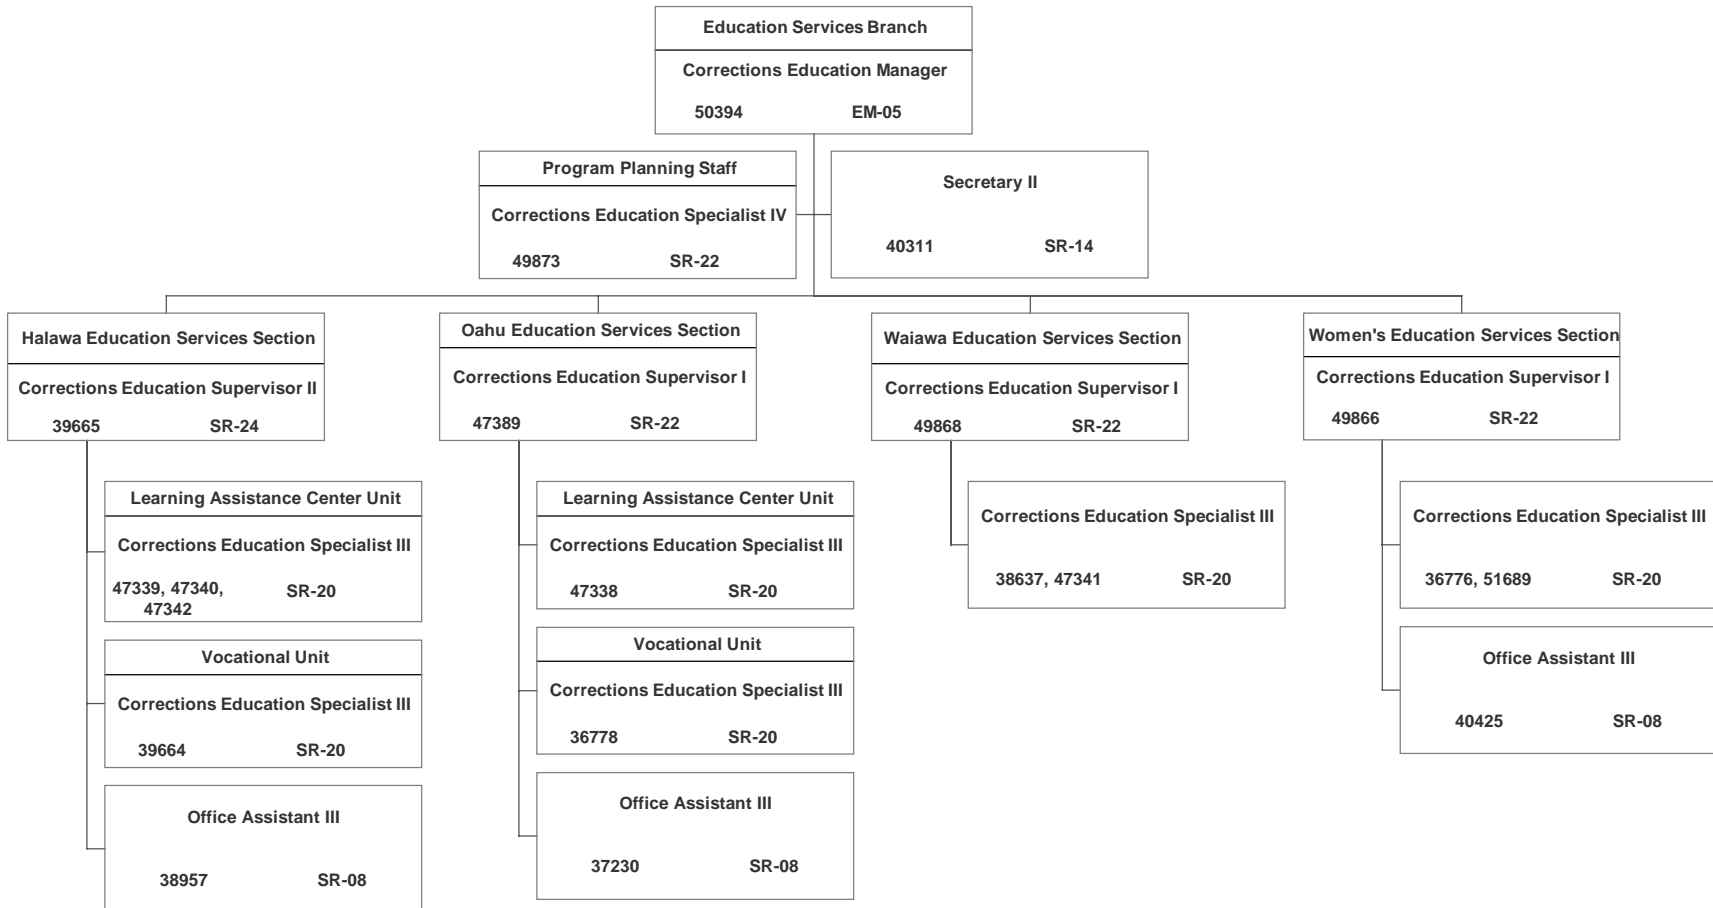 Education Services Branch
Corrections Education Manager
50394 EM-05
Program Planning Staff
Corrections Education Specialist IV
49873 SR-22
Secretary II
40311 SR-14
Halawa Education Services Section
Corrections Education Supervisor II
39665 SR-24
Learning Assistance Center Unit
Corrections Education Specialist III
47339, 47340, SR-20
47342
Vocational Unit
Corrections Education Specialist III
39664 SR-20
Office Assistant III
38957 SR-08
Oahu Education Services Section
Corrections Education Supervisor I
47389 SR-22
Learning Assistance Center Unit
Corrections Education Specialist III
47338 SR-20
Vocational Unit
Corrections Education Specialist III
36778 SR-20
Office Assistant III
37230 SR-08
Waiawa Education Services Section
Corrections Education Supervisor I
49868 SR-22
Corrections Education Specialist III
38637, 47341 SR-20
Women's Education Services Section
Corrections Education Supervisor I
49866 SR-22
Corrections Education Specialist III
36776, 51689 SR-20
Office Assistant III
40425 SR-08